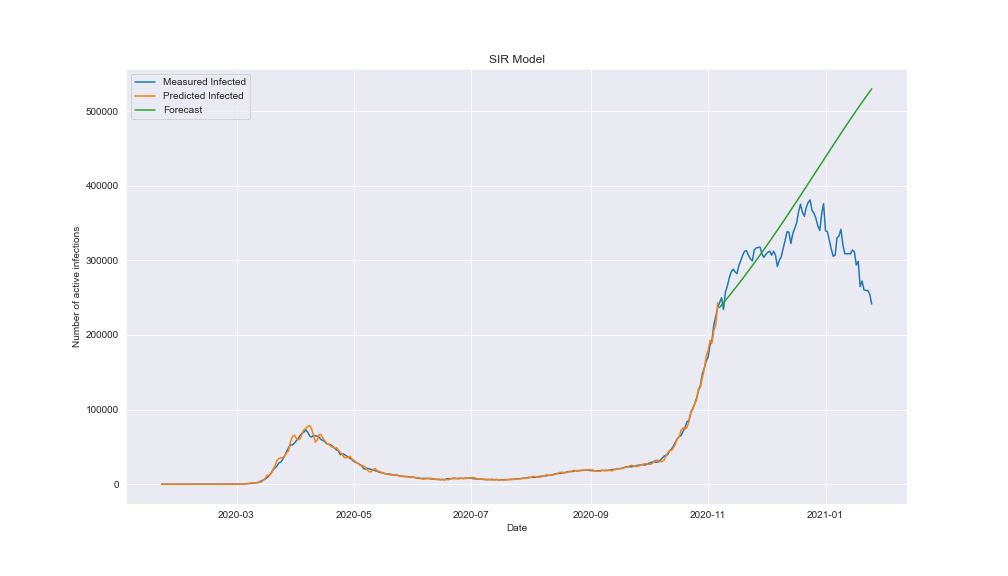 SIR Model
Measured Infected
Predicted Infected
Forecast
500000
400000
300000
200000
100000
0
Number of active infections
2020-03 2020-05 2020-07 2020-09 2020-11 2021-01
Date